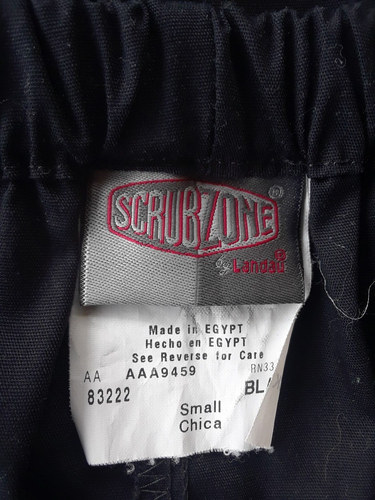 SCRUBZONE ®
by Landau®
Made in EGYPT
Hecho en EGYPT
See Reverse for Care
AA AAA9459 RN33
83222 BL
Small
Chica